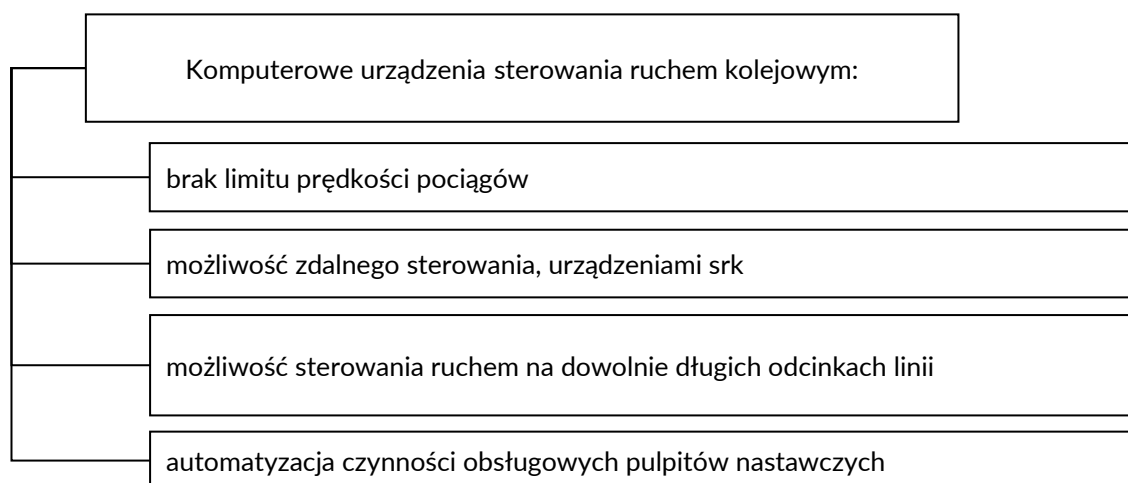 Komputerowe urządzenia sterowania ruchem kolejowym:
brak limitu prędkości pociągów
możliwość zdalnego sterowania, urządzeniami srk
możliwość sterowania ruchem na dowolnie długich odcinkach linii
automatyzacja czynności obsługowych pulpitów nastawczych